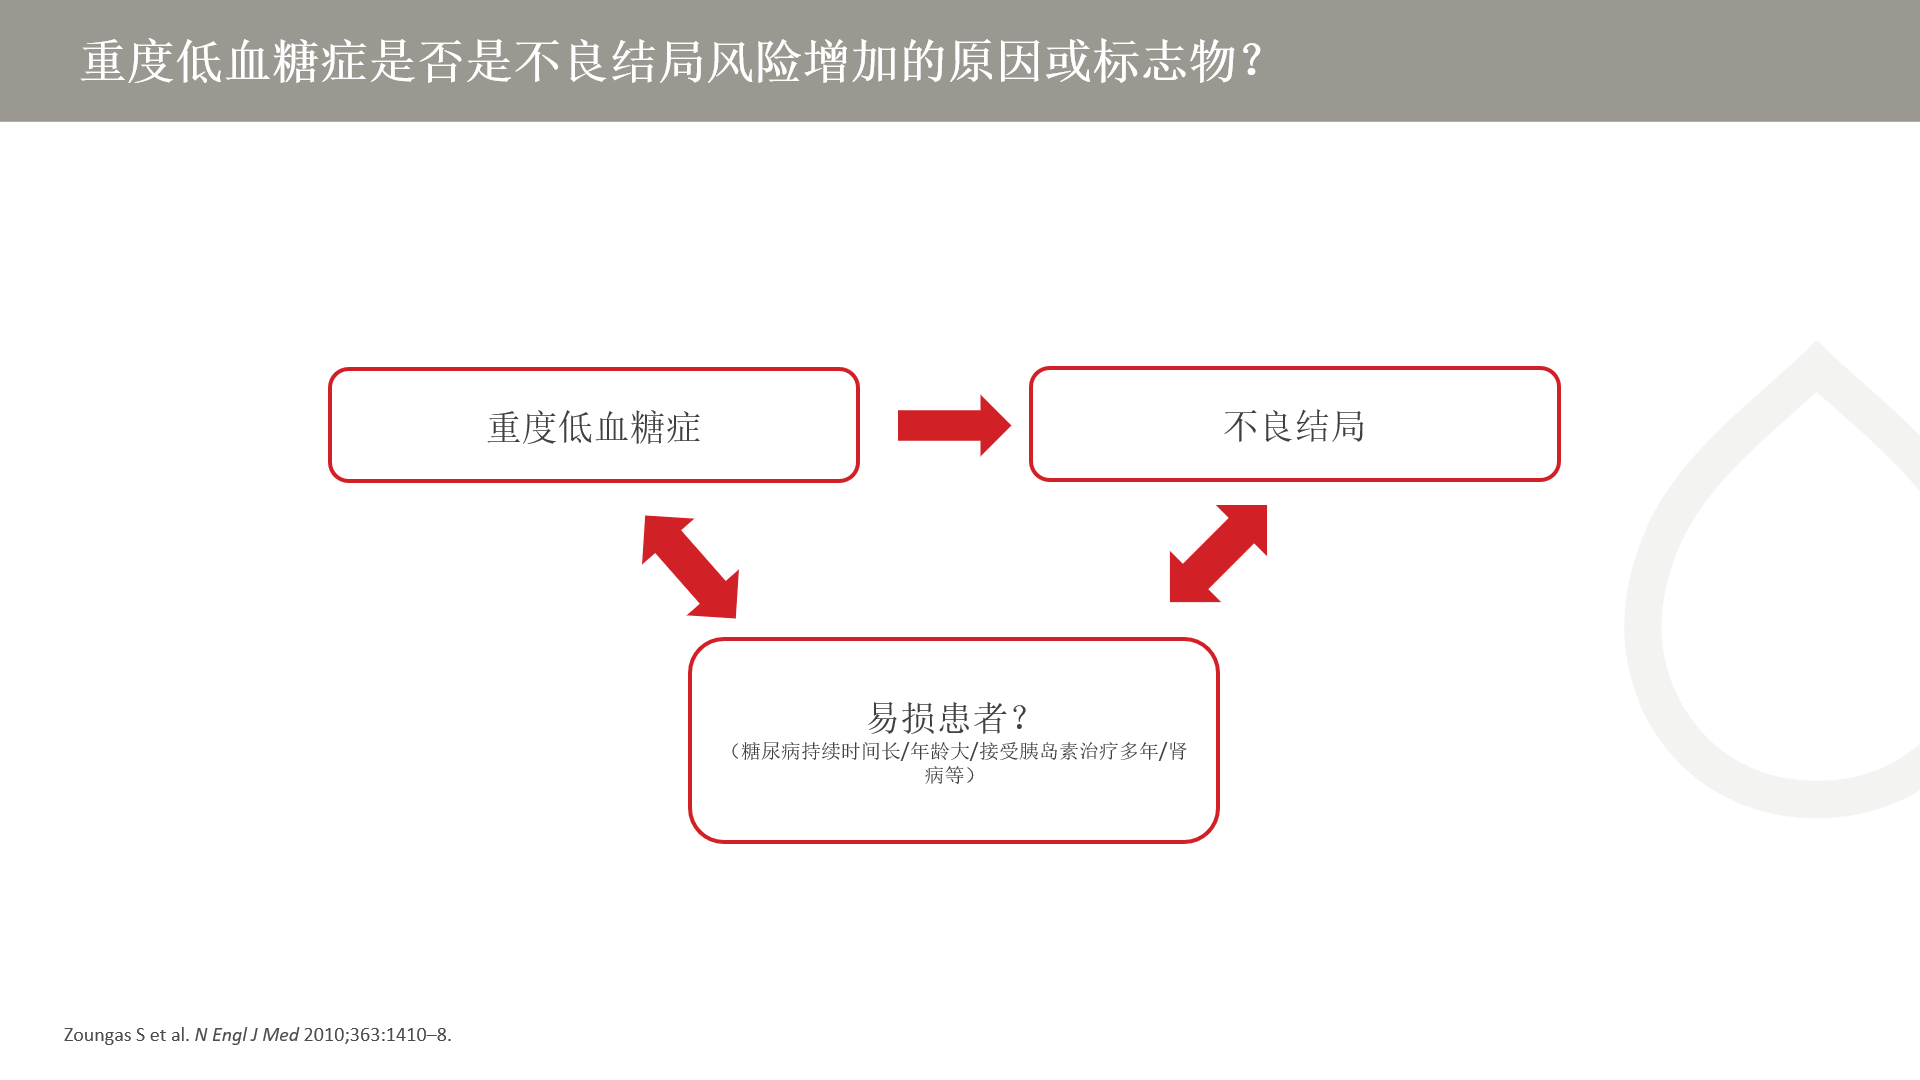 重度低血糖症是否是不良结局风险增加的原因或标志物？
重度低血糖症
不良结局
易损患者？
（糖尿病持续时间长/年龄大/接受胰岛素治疗多年/肾
病等）
Zoungas S et al. N Engl J Med 2010;363:1410–8.